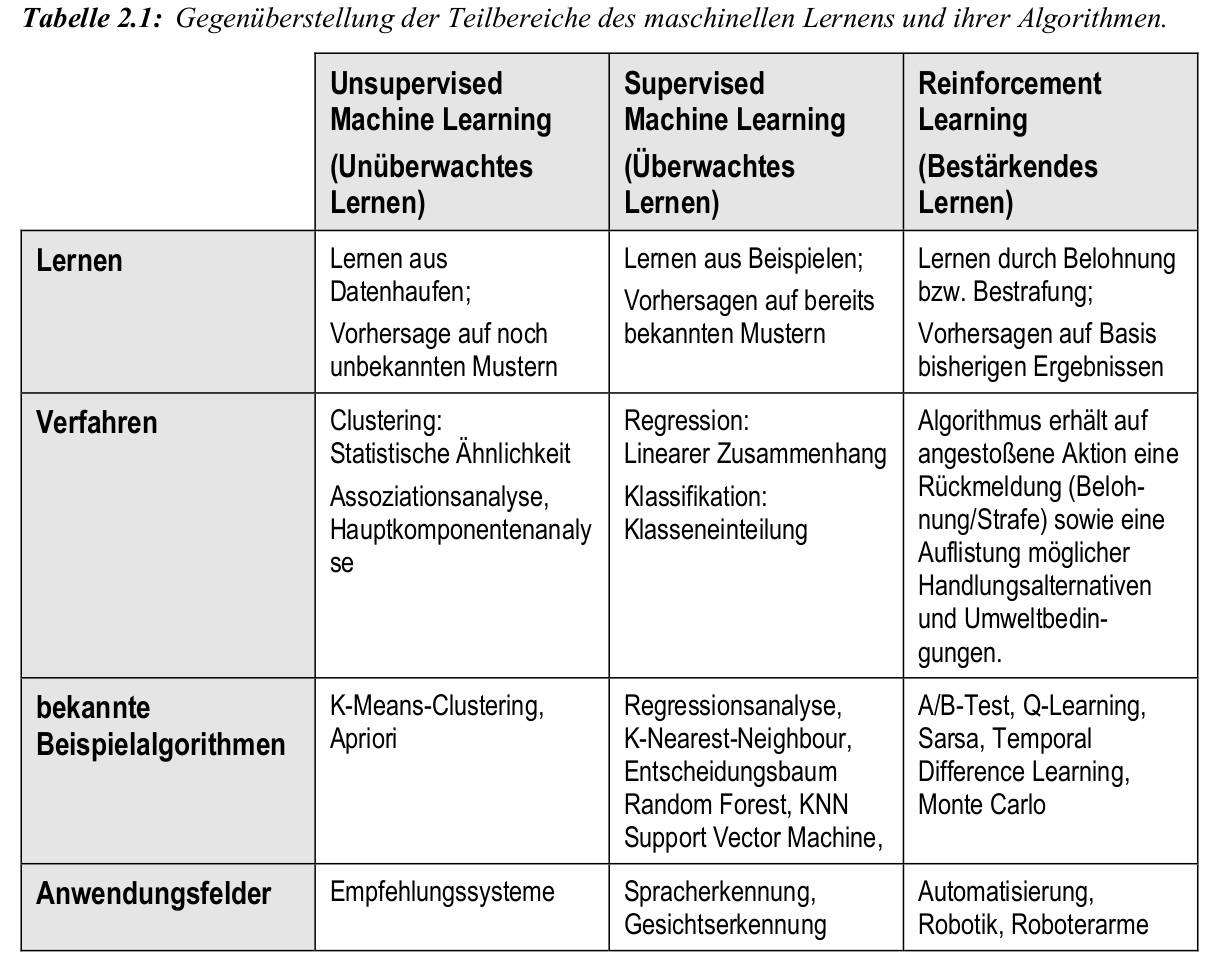 Tabelle 2.1: Gegenüberstellung der Teilbereiche des maschinellen Lernens und ihrer Algorithmen.
Unsupervised
Machine Learning
(Unüberwachtes
Lernen)
Supervised
Machine Learning
(Überwachtes
Lernen)
Reinforcement
Learning
(Bestärkendes
Lernen)
Lernen
Lernen aus
Datenhaufen;
Vorhersage auf noch
unbekannten Mustern
Lernen aus Beispielen;
Vorhersagen auf bereits
bekannten Mustern
Lernen durch Belohnung
bzw. Bestrafung;
Vorhersagen auf Basis
bisherigen Ergebnissen
Verfahren
Clustering:
Statistische Ähnlichkeit
Assoziationsanalyse,
Hauptkomponentenanaly
se
Regression:
Linearer Zusammenhang
Klassifikation:
Klasseneinteilung
Algorithmus erhält auf
angestoßene Aktion eine
Rückmeldung (Beloh-
nung/Strafe) sowie eine
Auflistung möglicher
Handlungsalternativen
und Umweltbedin-
gungen.
bekannte
Beispielalgorithmen
K-Means-Clustering,
Apriori
Regressionsanalyse,
K-Nearest-Neighbour,
Entscheidungsbaum
Random Forest, KNN
Support Vector Machine,
A/B-Test, Q-Learning,
Sarsa, Temporal
Difference Learning,
Monte Carlo
Anwendungsfelder
Empfehlungssysteme
Spracherkennung,
Gesichtserkennung
Automatisierung,
Robotik, Roboterarme